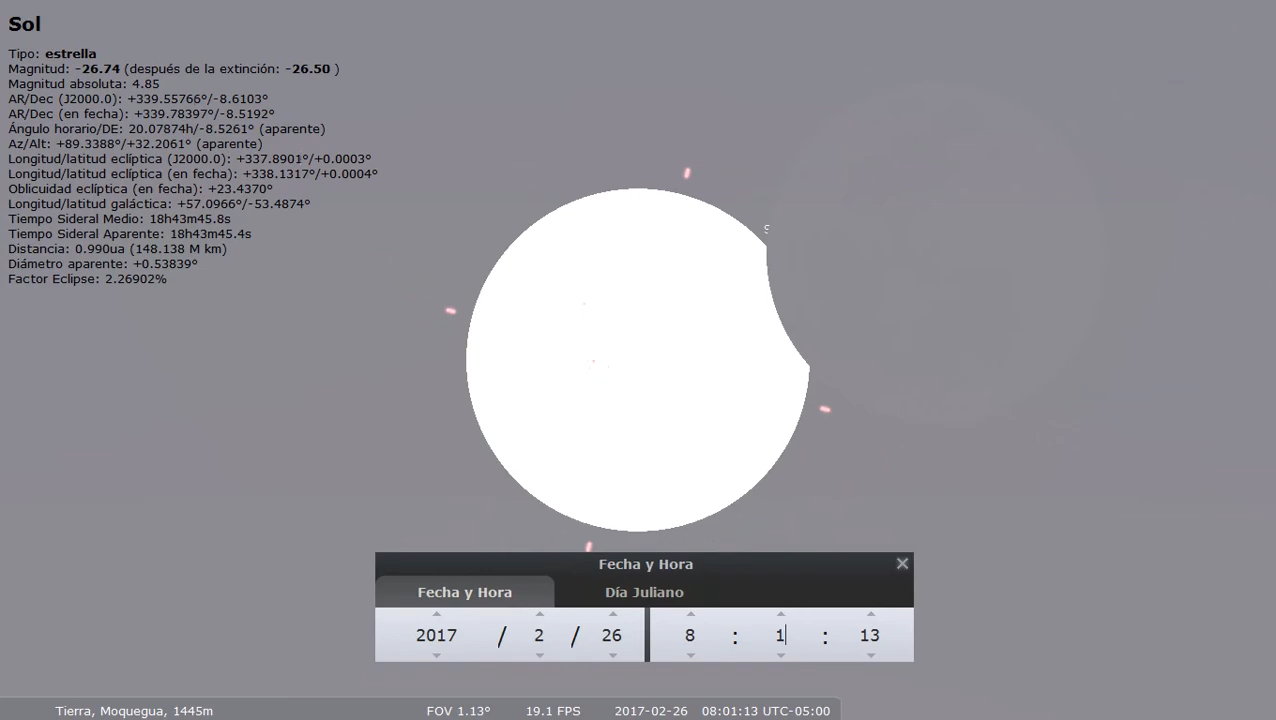 Sol
Tipo: estrella
Magnitud: -26.74 (después de la extinción: -26.50 )
Magnitud absoluta: 4.85
AR/Dec (J2000.0): +339.55766°/-8.6103°
AR/Dec (en fecha): +339.78397°/-8.5192°
Ángulo horario/DE: 20.07874h/-8.5261° (aparente)
Az/Alt: +89.3388°/+32.2061° (aparente)
Longitud/latitud eclíptica (J2000.0): +337.8901°/+0.0003°
Longitud/latitud eclíptica (en fecha): +338.1317°/+0.0004°
Oblicuidad eclíptica (en fecha): +23.4370°
Longitud/latitud galáctica: +57.0966°/-53.4874°
Tiempo Sideral Medio: 18h43m45.8s
Tiempo Sideral Aparente: 18h43m45.4s
Distancia: 0.990ua (148.138 M km)
Diámetro aparente: +0.53839°
Factor Eclipse: 2.26902%
Fecha y Hora
Fecha y Hora Día Juliano
2017 / 2 / 26 8 : 1 : 13
Tierra, Moquegua, 1445m FOV 1.13° 19.1 FPS 2017-02-26 08:01:13 UTC-05:00